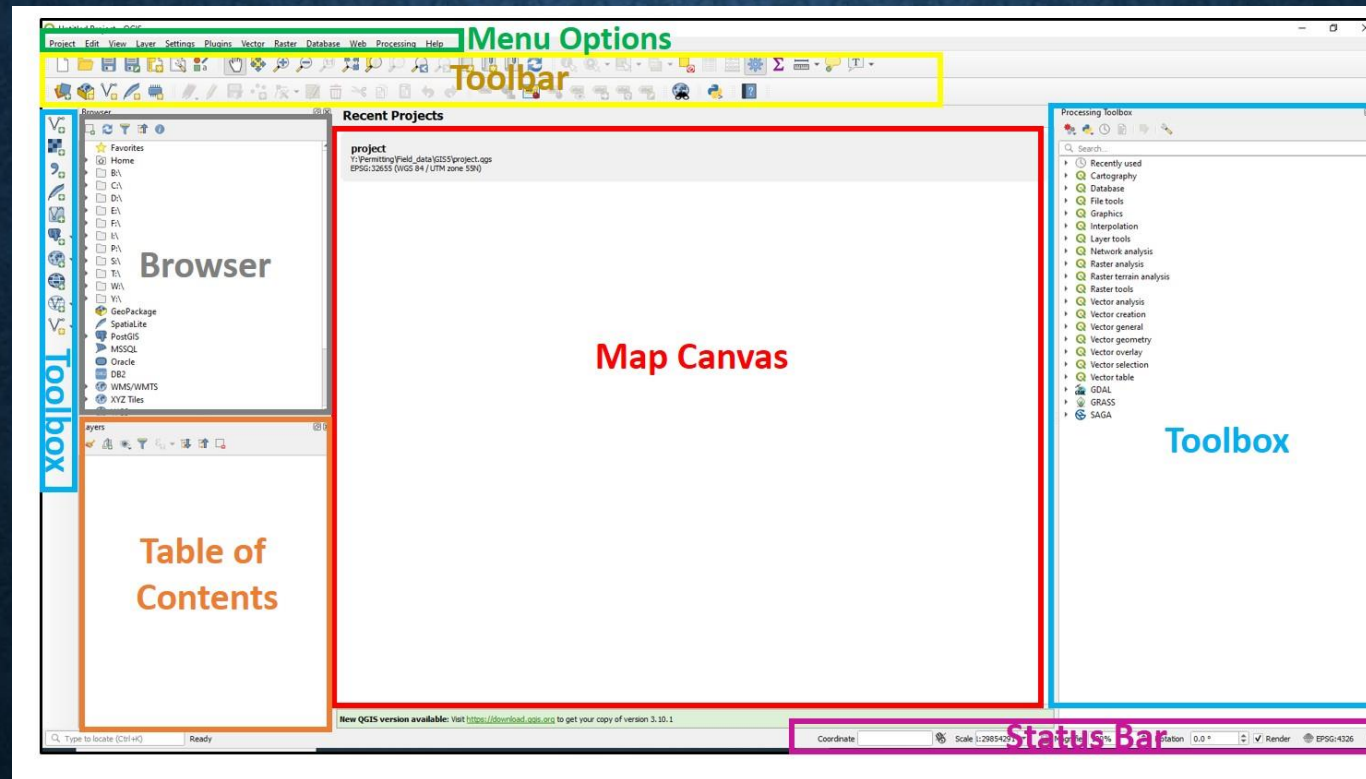 Untitled Project - QGIS
Project Edit View Layer Settings Plugins Vector Raster Database Web Processing Help
Menu Options
Toolbar
Toolbox
Browser
Favorites
Home
B:\
C:\
D:\
E:\
F:\
I:\
P:\
S:\
T:\
W:\
Y:\
GeoPackage
SpatiaLite
PostGIS
MSSQL
Oracle
DB2
WMS/WMTS
XYZ Tiles
Browser
Layers
Table of
Contents
Recent Projects
project
Y:\Permitting\Field_data\GIS5\project.qgs
EPSG:32655 (WGS 84 / UTM zone 55N)
Map Canvas
New QGIS version available: Visit https://download.qgis.org to get your copy of version 3.10.1
Processing Toolbox
Search...
Recently used
Cartography
Database
File tools
Graphics
Interpolation
Layer tools
Network analysis
Raster analysis
Raster terrain analysis
Raster tools
Vector analysis
Vector creation
Vector general
Vector geometry
Vector overlay
Vector selection
Vector table
GDAL
GRASS
SAGA
Toolbox
Type to locate (Ctrl+K) Ready Coordinate Scale Rotation 0.0 ° Render EPSG:4326
Status Bar